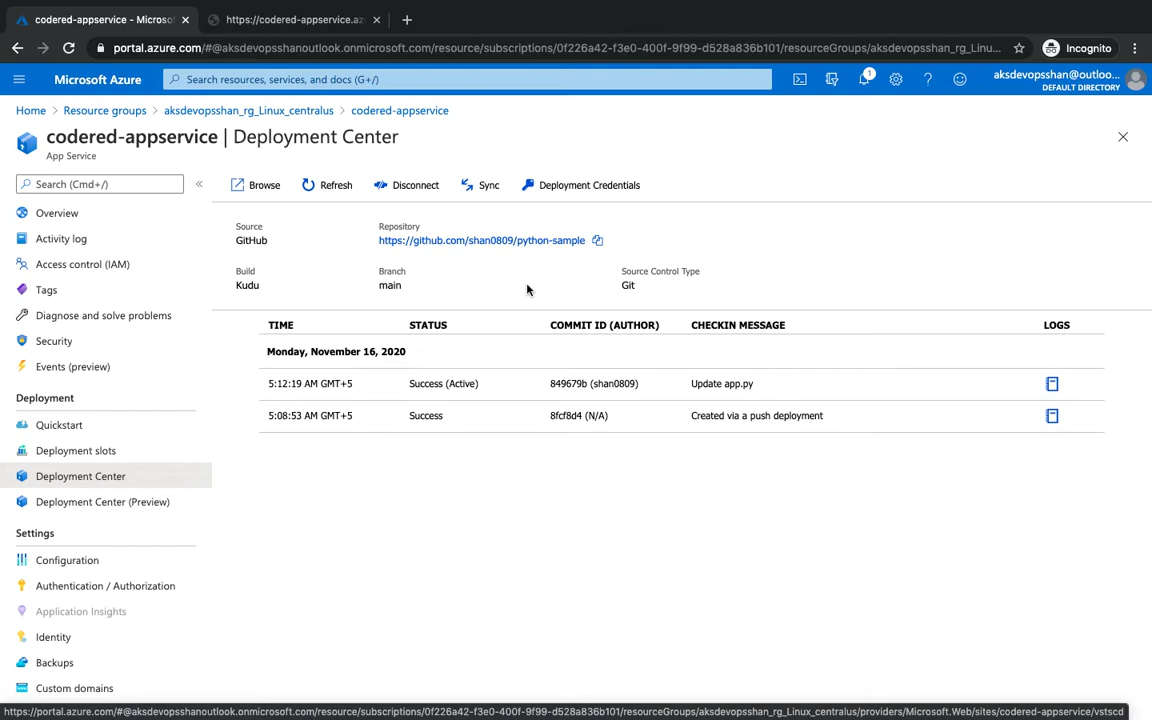 codered-appservice - Microso
https://codered-appservice.az
portal.azure.com/#@aksdevopsshanoutlook.onmicrosoft.com/resource/subscriptions/0f226a42-f3e0-400f-9f99-d528a836b101/resourceGroups/aksdevopsshan_rg_Linu...
Incognito
Microsoft Azure
Search resources, services, and docs (G+/)
1
aksdevopsshan@outloo...
DEFAULT DIRECTORY
Home > Resource groups > aksdevopsshan_rg_Linux_centralus > codered-appservice
codered-appservice | Deployment Center
App Service
Search (Cmd+/)
«
Browse
Refresh
Disconnect
Sync
Deployment Credentials
Overview
Activity log
Access control (IAM)
Tags
Diagnose and solve problems
Security
Events (preview)
Deployment
Quickstart
Deployment slots
Deployment Center
Deployment Center (Preview)
Settings
Configuration
Authentication / Authorization
Application Insights
Identity
Backups
Custom domains
Source
GitHub
Repository
https://github.com/shan0809/python-sample
Build
Kudu
Branch
main
Source Control Type
Git
TIME STATUS COMMIT ID (AUTHOR) CHECKIN MESSAGE LOGS
Monday, November 16, 2020
5:12:19 AM GMT+5 Success (Active) 849679b (shan0809) Update app.py
5:08:53 AM GMT+5 Success 8fcf8d4 (N/A) Created via a push deployment
https://portal.azure.com/#@aksdevopsshanoutlook.onmicrosoft.com/resource/subscriptions/0f226a42-f3e0-400f-9f99-d528a836b101/resourceGroups/aksdevopsshan_rg_Linux_centralus/providers/Microsoft.Web/sites/codered-appservice/vstscd